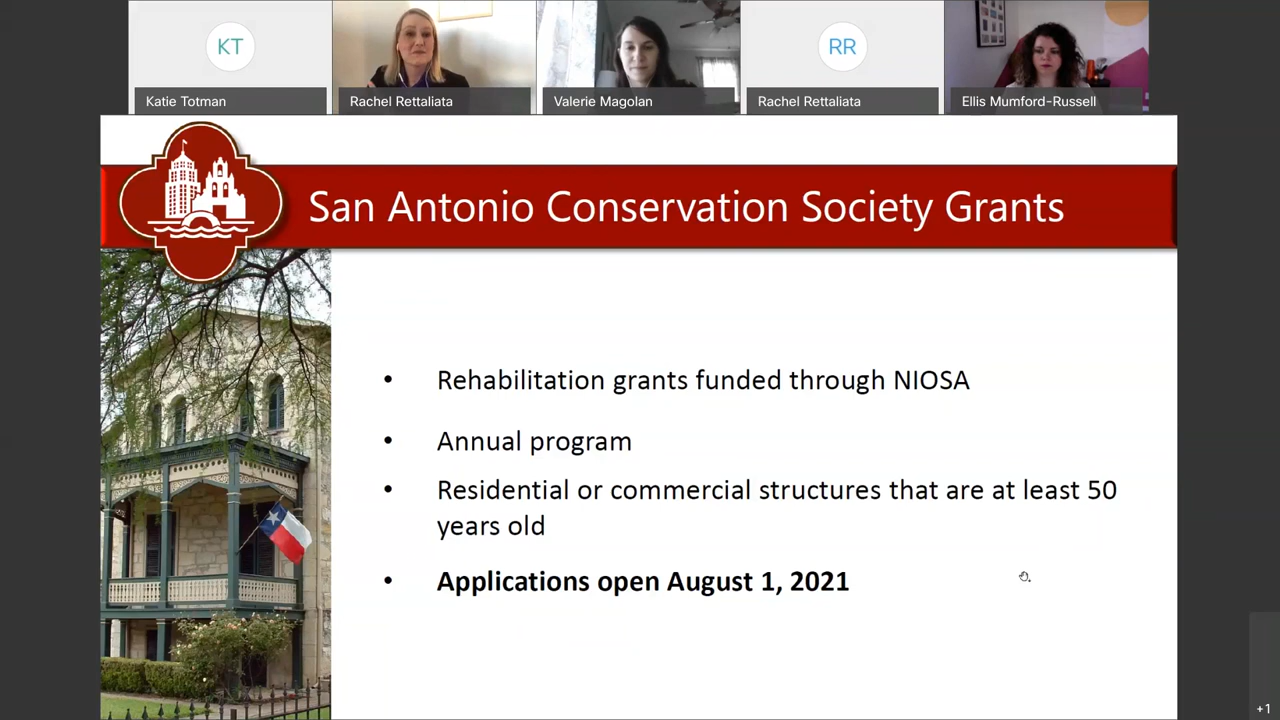 KT
RR
Katie Totman
Rachel Rettaliata
Valerie Magolan
Rachel Rettaliata
Ellis Mumford-Russell
San Antonio Conservation Society Grants
• Rehabilitation grants funded through NIOSA
• Annual program
• Residential or commercial structures that are at least 50
years old
• Applications open August 1, 2021
+1